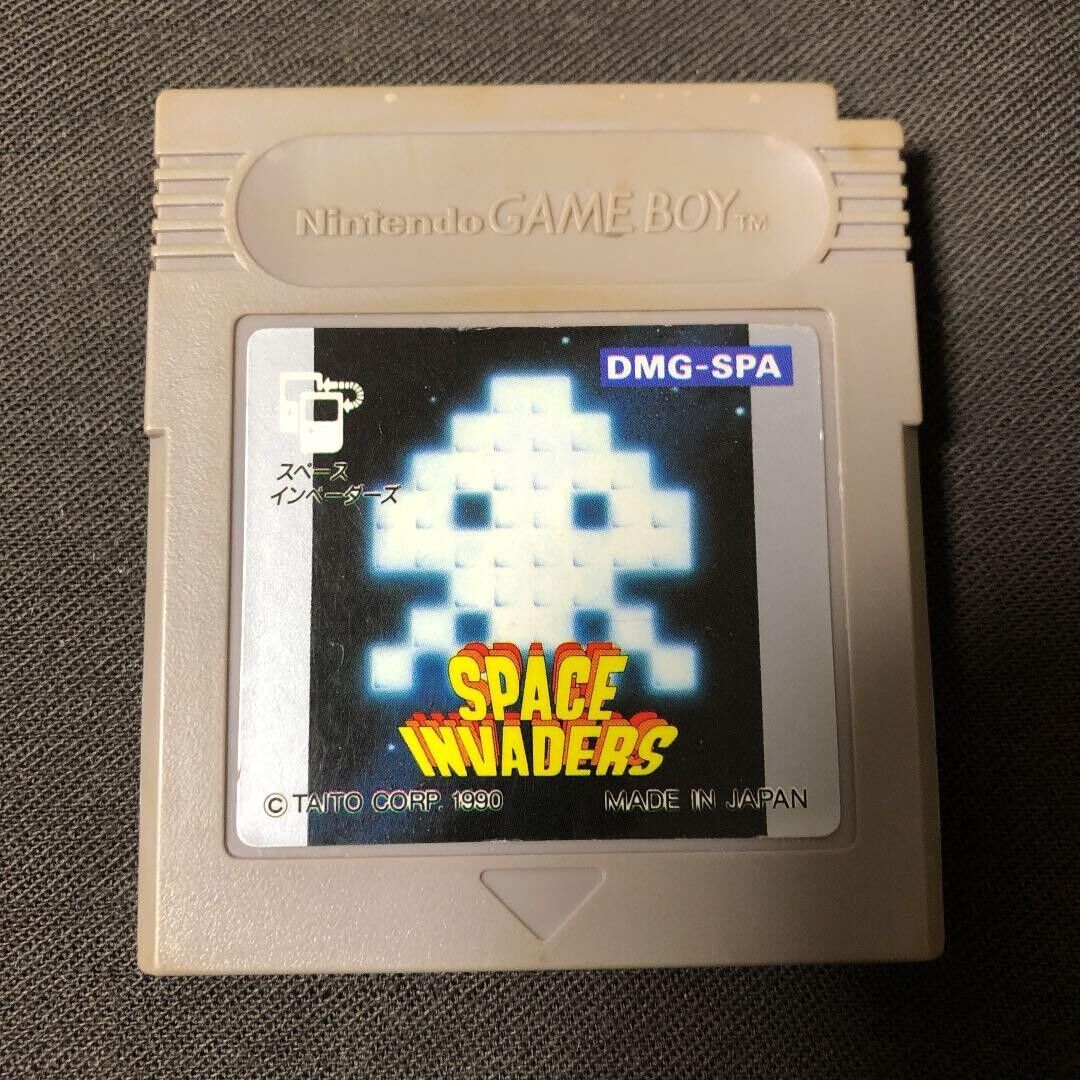 Nintendo GAME BOY TM
DMG-SPA
スペース
インベーダーズ
SPACE
INVADERS
© TAITO CORP. 1990 MADE IN JAPAN